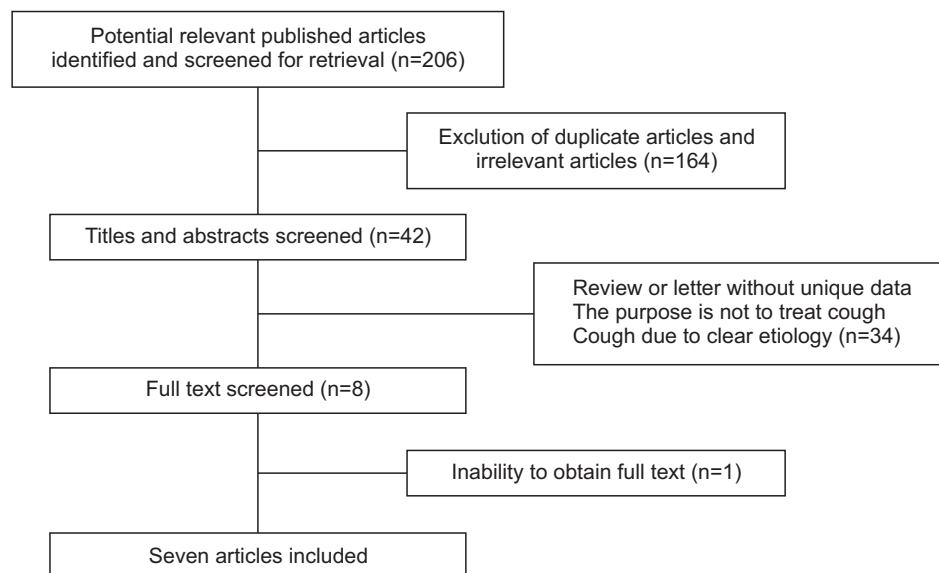 Potential relevant published articles
identified and screened for retrieval (n=206)
Exclution of duplicate articles and
irrelevant articles (n=164)
Titles and abstracts screened (n=42)
Review or letter without unique data
The purpose is not to treat cough
Cough due to clear etiology (n=34)
Full text screened (n=8)
Inability to obtain full text (n=1)
Seven articles included